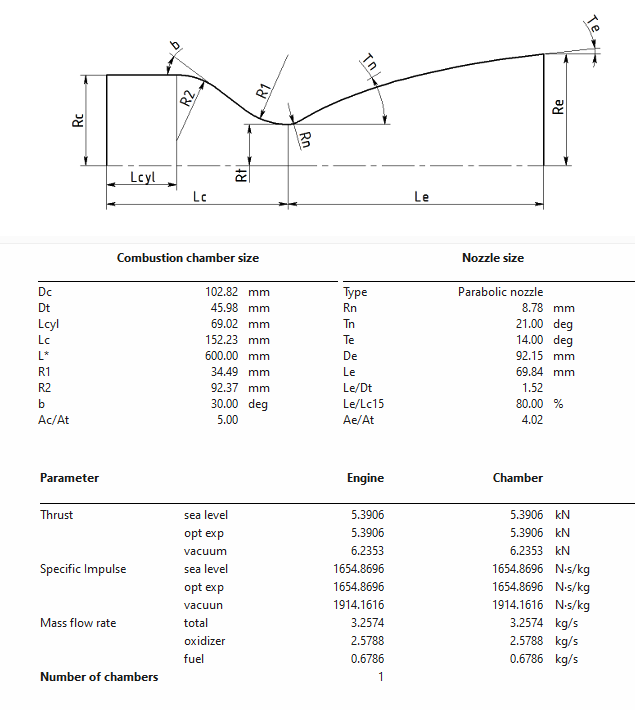 b
Te
Tn
R1
R2
Rc
Re
Rn
Rt
Lcyl
Lc
Le
Combustion chamber size Nozzle size
Dc 102.82 mm Type Parabolic nozzle
Dt 45.98 mm Rn 8.78 mm
Lcyl 69.02 mm Tn 21.00 deg
Lc 152.23 mm Te 14.00 deg
L* 600.00 mm De 92.15 mm
R1 34.49 mm Le 69.84 mm
R2 92.37 mm Le/Dt 1.52
b 30.00 deg Le/Lc15 80.00 %
Ac/At 5.00 Ae/At 4.02
Parameter Engine Chamber
Thrust sea level 5.3906 5.3906 kN
opt exp 5.3906 5.3906 kN
vacuum 6.2353 6.2353 kN
Specific Impulse sea level 1654.8696 1654.8696 N·s/kg
opt exp 1654.8696 1654.8696 N·s/kg
vacuun 1914.1616 1914.1616 N·s/kg
Mass flow rate total 3.2574 3.2574 kg/s
oxidizer 2.5788 2.5788 kg/s
fuel 0.6786 0.6786 kg/s
Number of chambers 1